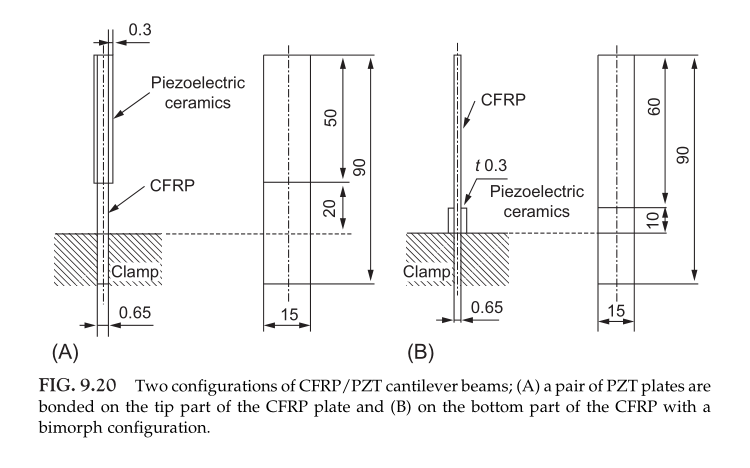 0.3
Piezoelectric
ceramics
CFRP
50
20
90
Clamp
0.65
15
(A)
CFRP
t 0.3
Piezoelectric
ceramics
60
10
90
Clamp
0.65
15
(B)
FIG. 9.20 Two configurations of CFRP/PZT cantilever beams; (A) a pair of PZT plates are
bonded on the tip part of the CFRP plate and (B) on the bottom part of the CFRP with a
bimorph configuration.